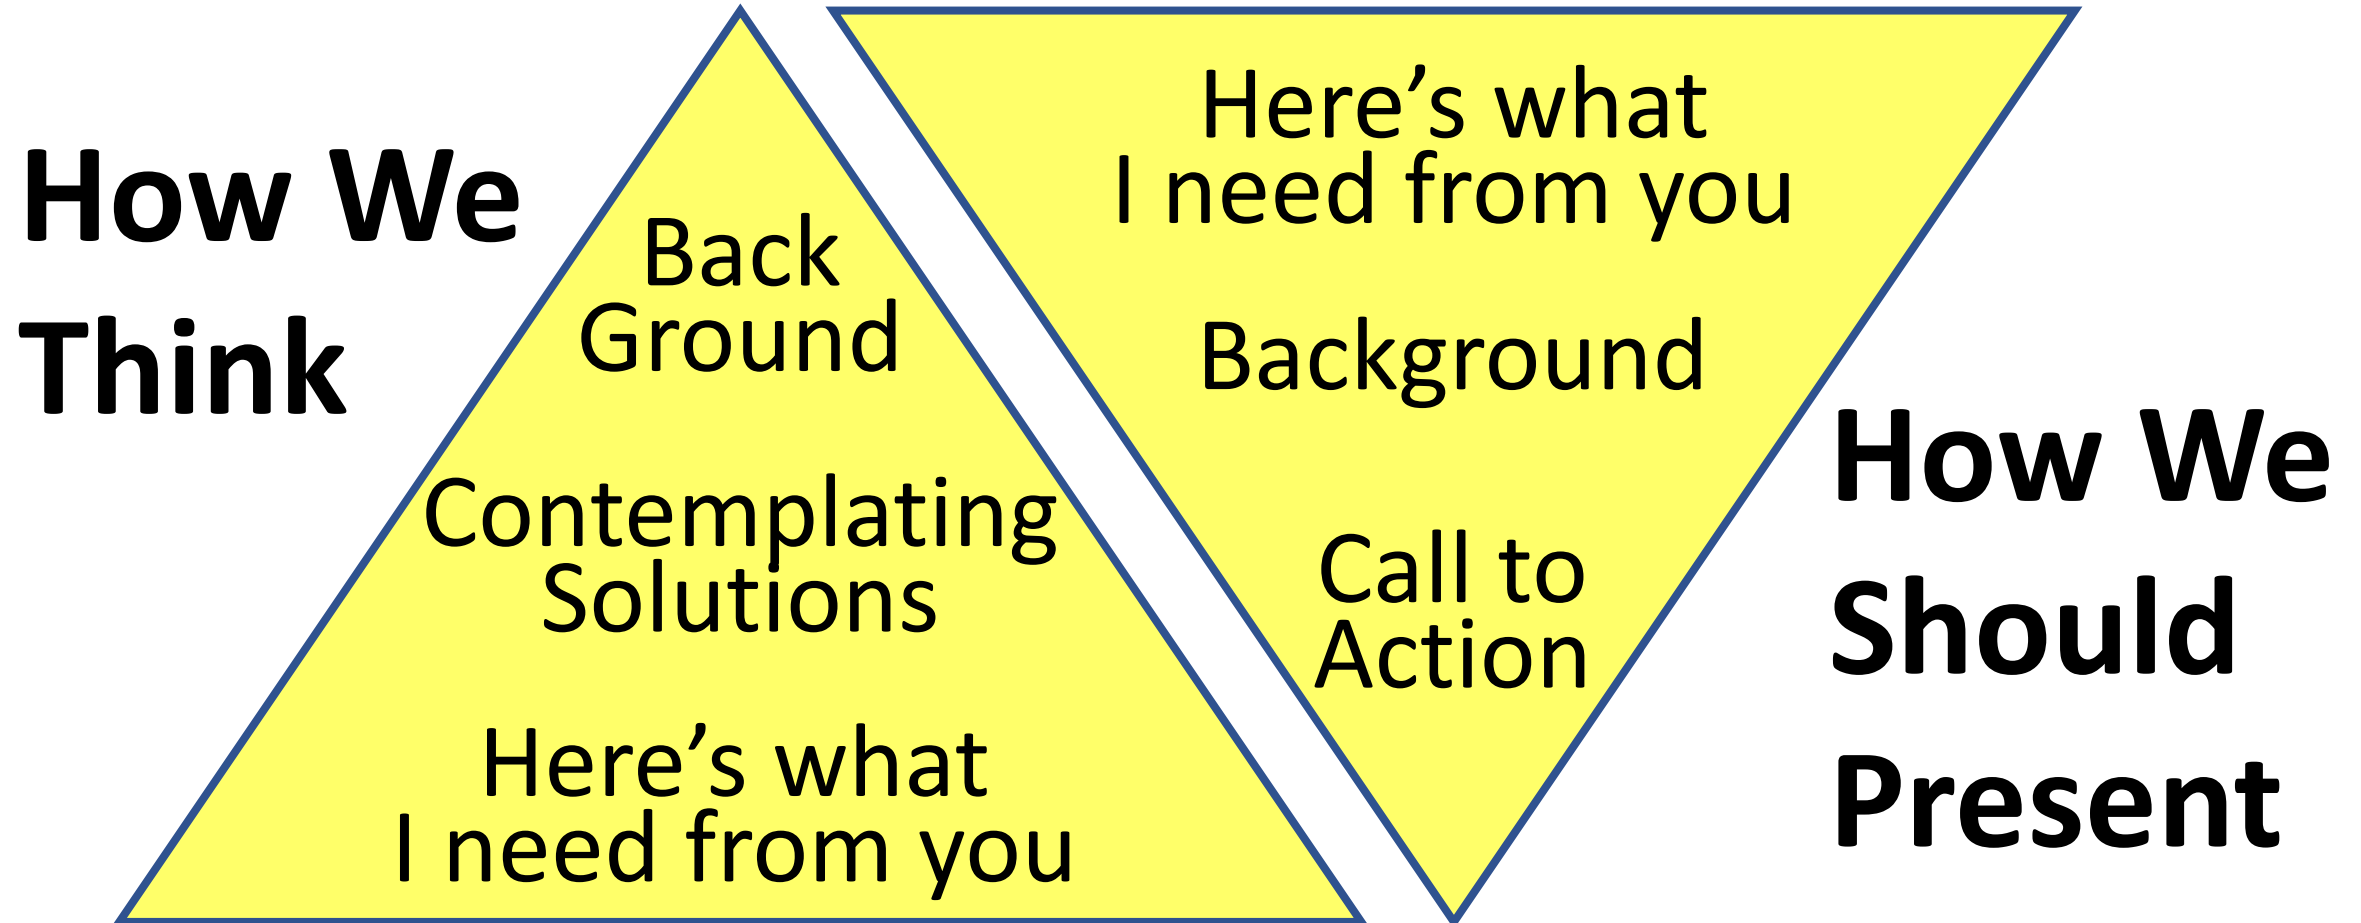 How We
Think
Back
Ground
Contemplating
Solutions
Here’s what
I need from you
Here’s what
I need from you
Background
Call to
Action
How We
Should
Present